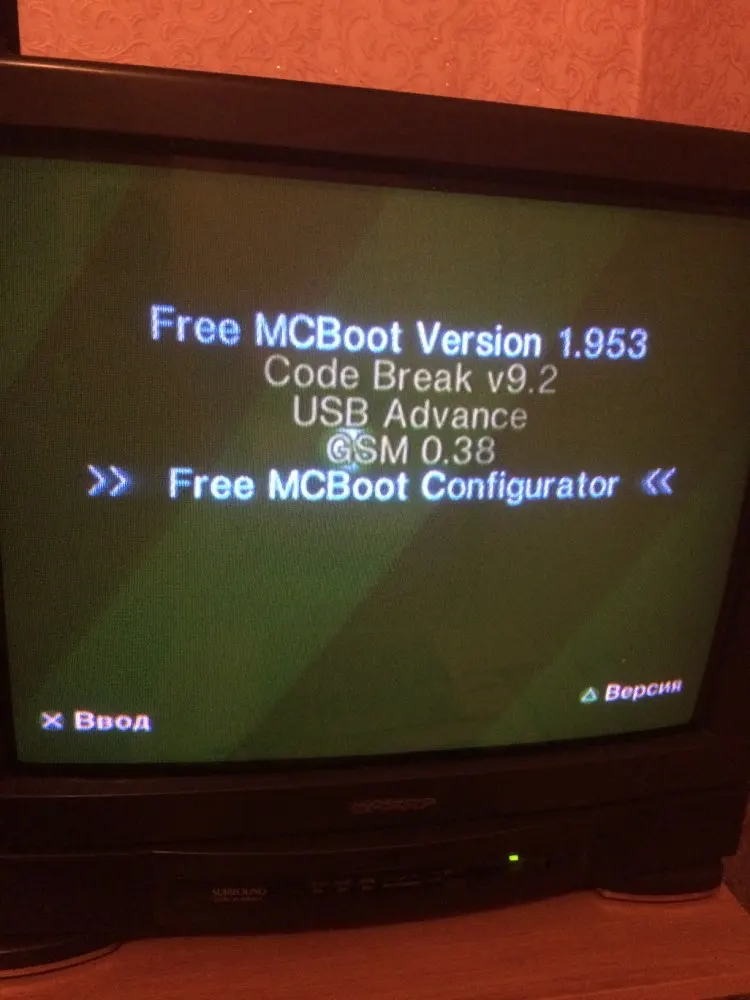 Free MCBoot Version 1.953
Code Break v9.2
USB Advance
GSM 0.38
>> Free MCBoot Configurator <<
△ Версия
✕ Ввод
SURROUND